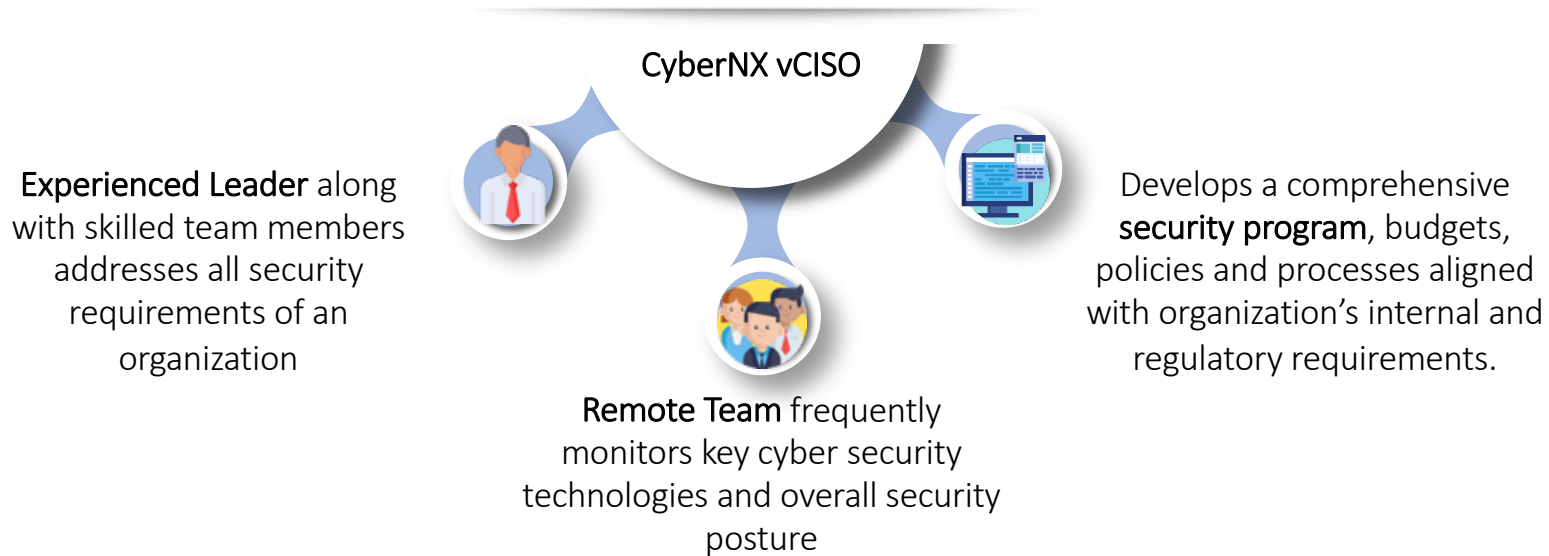 CyberNX vCISO
Experienced Leader along
with skilled team members
addresses all security
requirements of an
organization
Remote Team frequently
monitors key cyber security
technologies and overall security
posture
Develops a comprehensive
security program, budgets,
policies and processes aligned
with organization’s internal and
regulatory requirements.